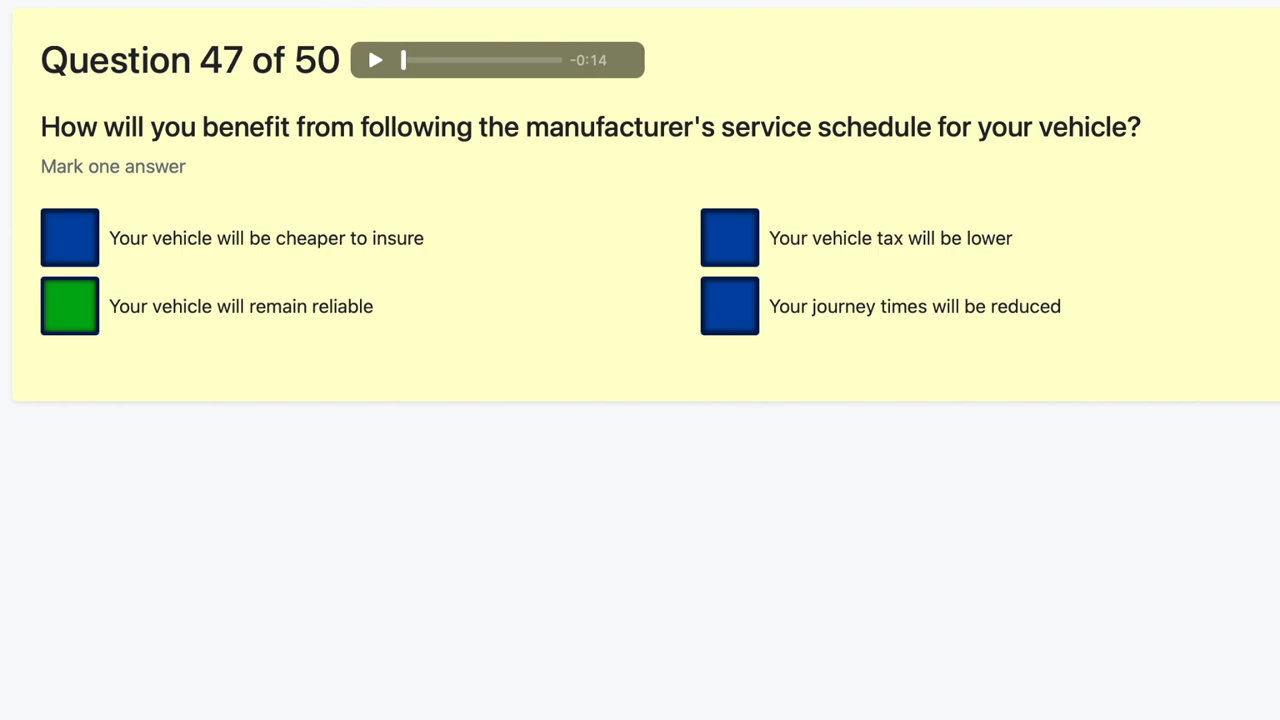 Question 47 of 50
-0:14
How will you benefit from following the manufacturer's service schedule for your vehicle?
Mark one answer
Your vehicle will be cheaper to insure
Your vehicle tax will be lower
Your vehicle will remain reliable
Your journey times will be reduced